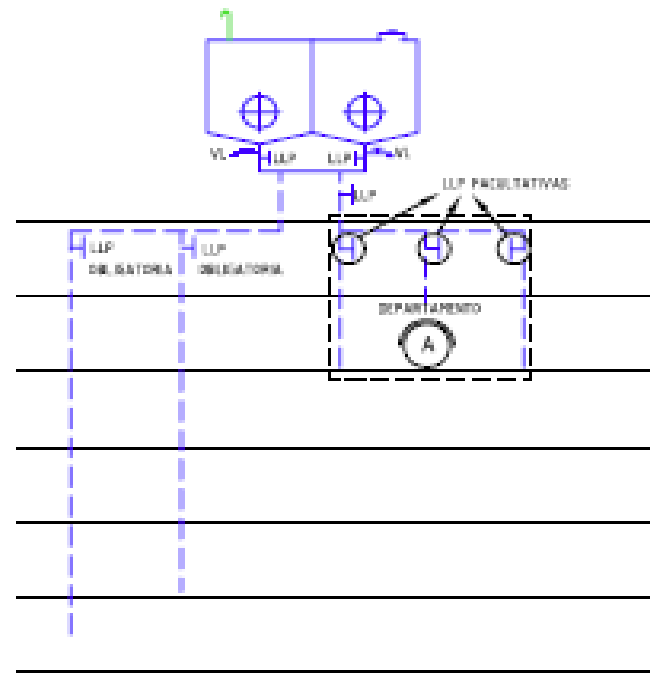 VL LLP LLP VL
LLP
LLP FACULTATIVAS
LLP
OBLIGATORIA
LLP
OBLIGATORIA
DEPARTAMENTO
A